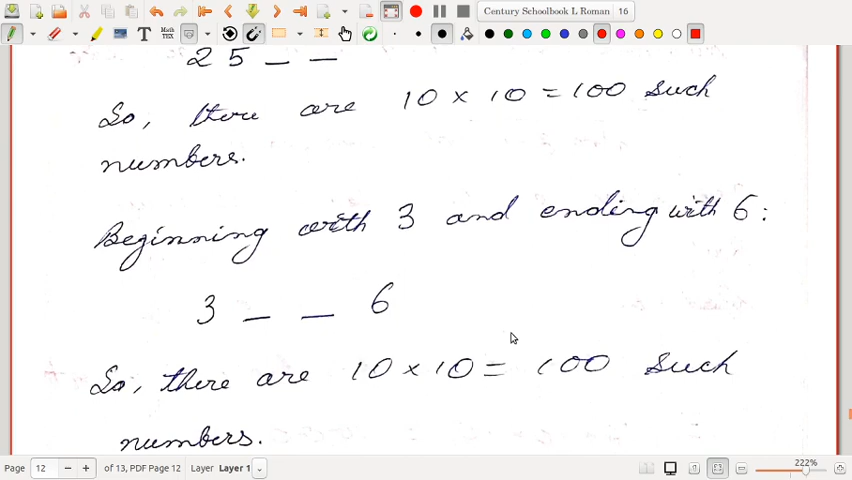 Century Schoolbook L Roman 16
25 _ _
So, there are 10 × 10 = 100 such
numbers.
Beginning with 3 and ending with 6:
3 _ _ 6
So, there are 10 × 10 = 100 such
numbers.
Page 12 of 13, PDF Page 12 Layer Layer 1 222%